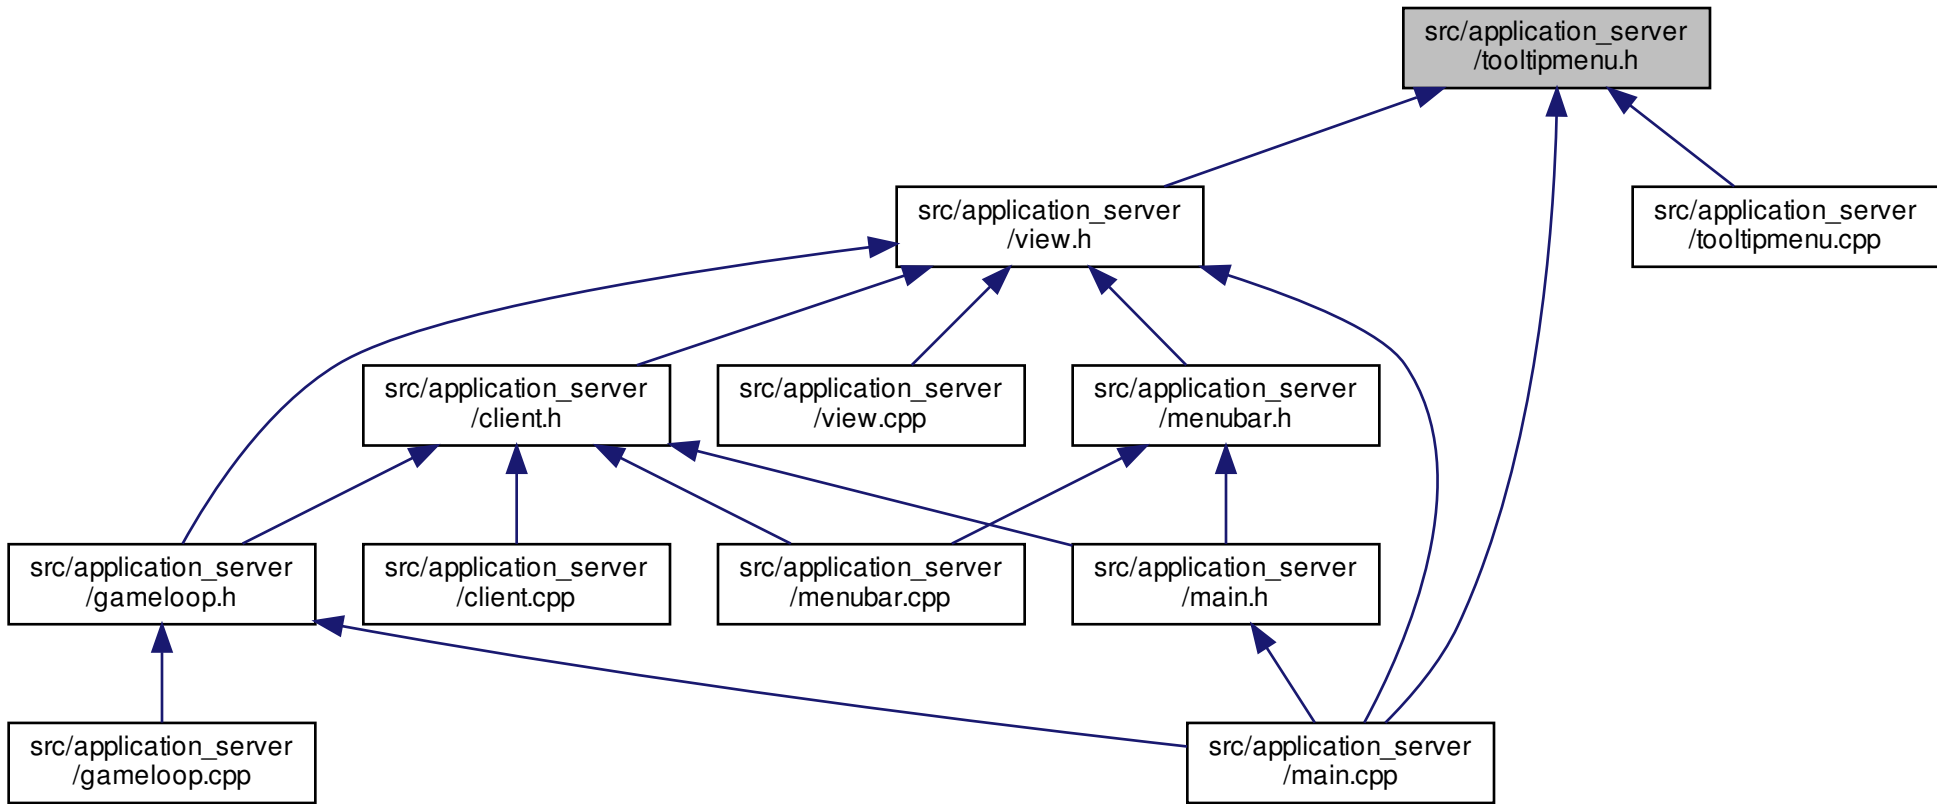 src/application_server
/tooltipmenu.h
src/application_server
/view.h
src/application_server
/tooltipmenu.cpp
src/application_server
/client.h
src/application_server
/view.cpp
src/application_server
/menubar.h
src/application_server
/gameloop.h
src/application_server
/client.cpp
src/application_server
/menubar.cpp
src/application_server
/main.h
src/application_server
/gameloop.cpp
src/application_server
/main.cpp